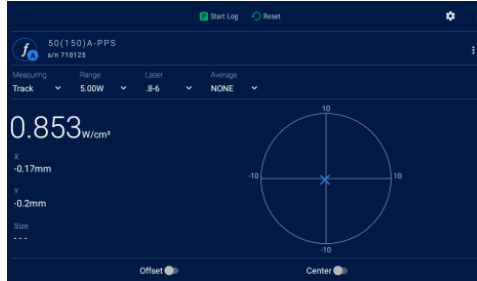 Start Log Reset
50(150)A-PPS
s/n 710125
Measuring Range Laser Average
Track 5.00W .8-6 NONE
0.853 W/cm²
X
-0.17mm
Y
-0.2mm
Size
---
10
-10 10
-10
Offset Center